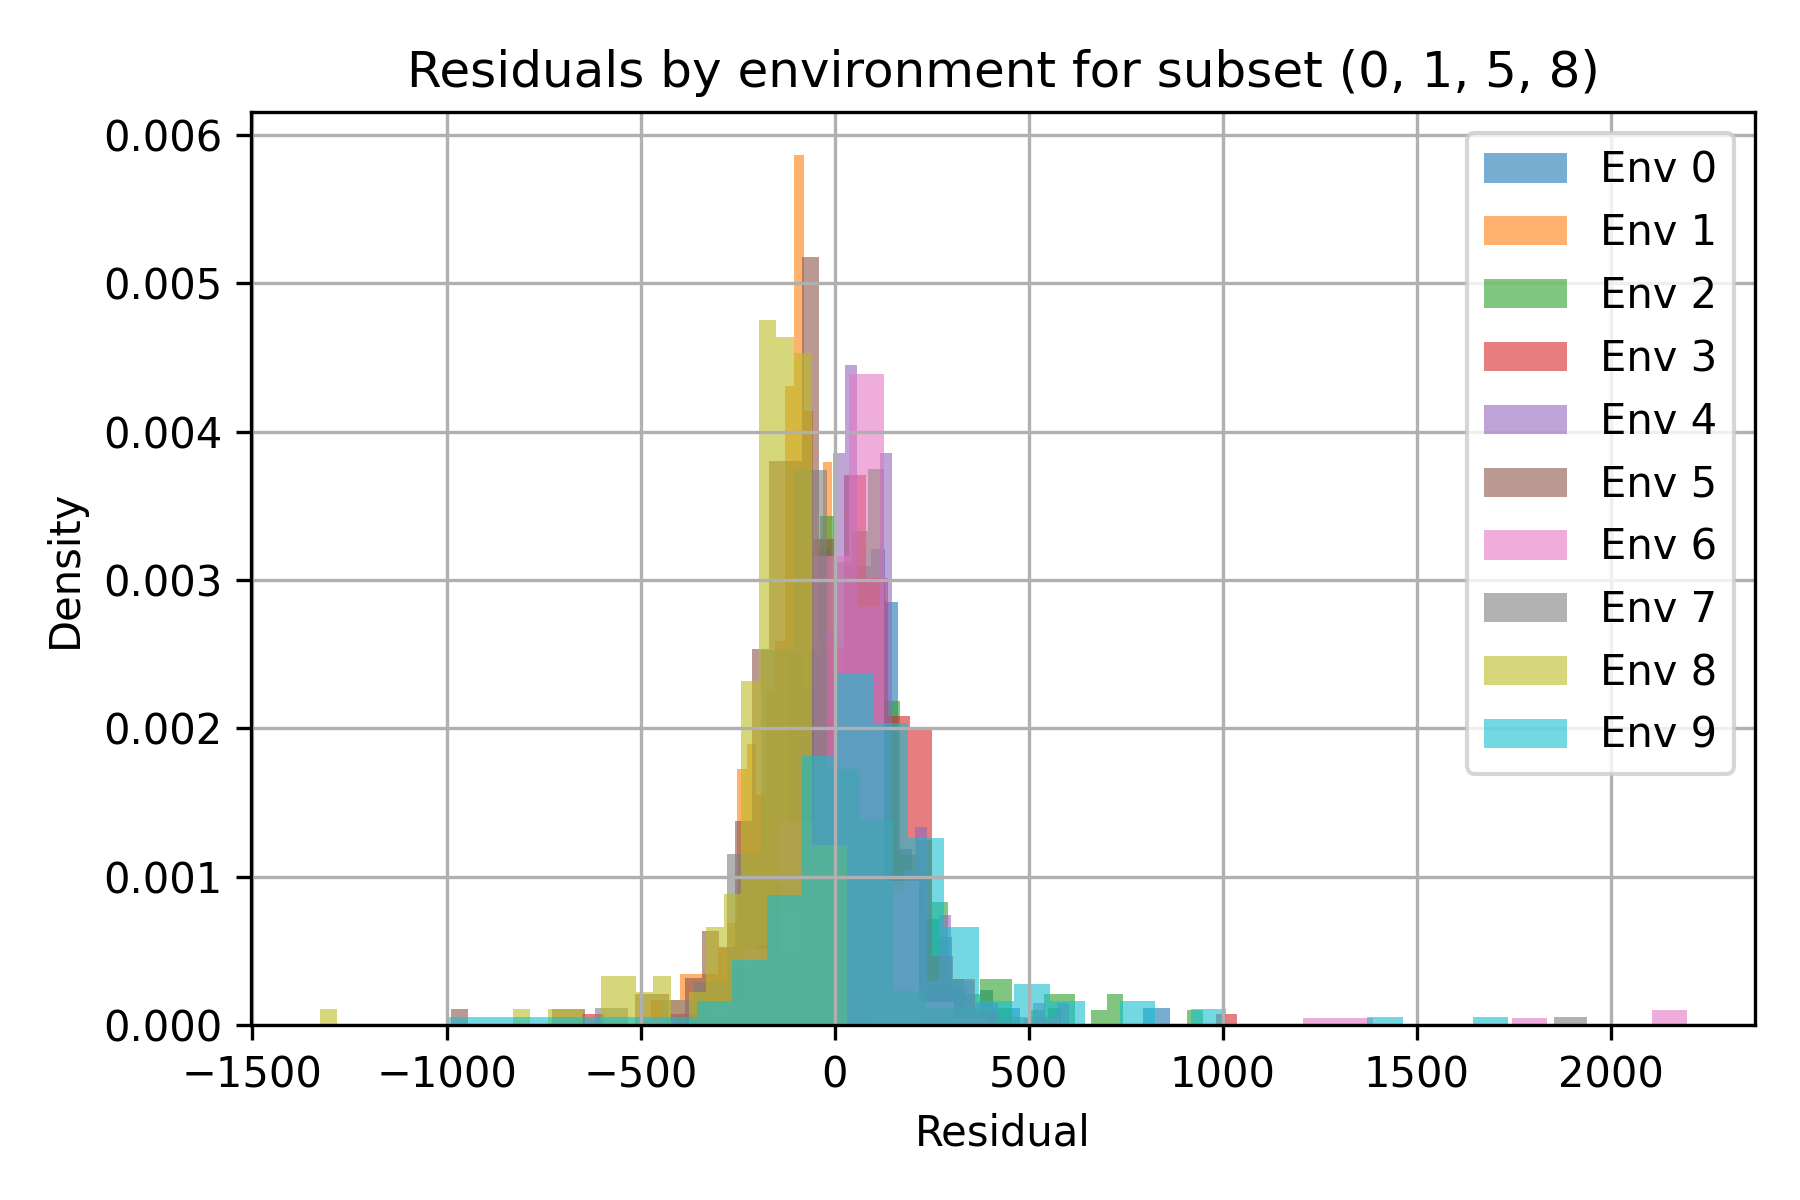 Residuals by environment for subset (0, 1, 5, 8)
0.006
0.005
0.004
0.003
0.002
0.001
0.000
Density
−1500
−1000
−500
0
500
1000
1500
2000
Residual
Env 0
Env 1
Env 2
Env 3
Env 4
Env 5
Env 6
Env 7
Env 8
Env 9